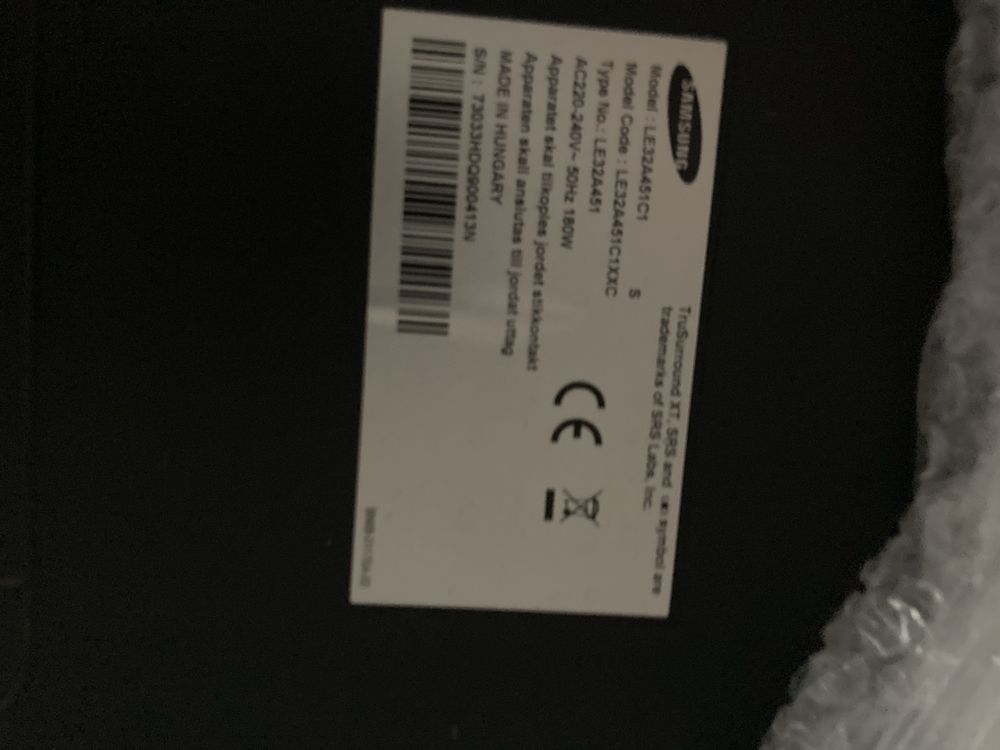 SAMSUNG
TruSurround XT, SRS and symbol are
trademarks of SRS Labs, Inc.
Model : LE32A451C1
S
Model Code : LE32A451C1XXC
Type No.: LE32A451
AC220-240V~ 50Hz 180W
Apparatet skal tilkoples jordet stikkontakt
Apparaten skall anslutas till jordat uttag
MADE IN HUNGARY
S/N : 73033HDQ900413N
CE